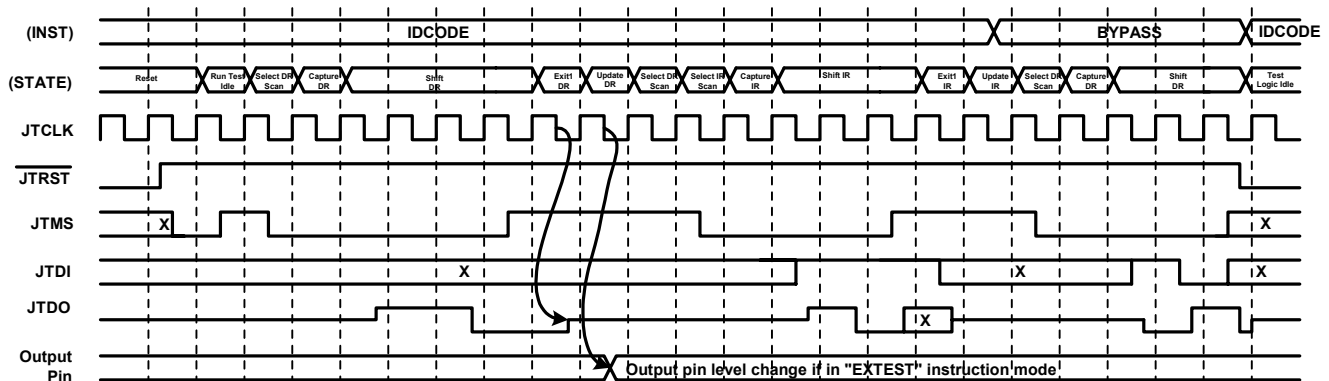 (INST) IDCODE BYPASS IDCODE
(STATE) Reset Run Test Idle Select DR Scan Capture DR Shift DR Exit1 DR Update DR Select DR Scan Select IR Scan Capture IR Shift IR Exit1 IR Update IR Select DR Scan Capture DR Shift DR Test Logic Idle
JTCLK
JTRST
JTMS X X
JTDI X X X
JTDO X
Output Pin Output pin level change if in "EXTEST" instruction mode